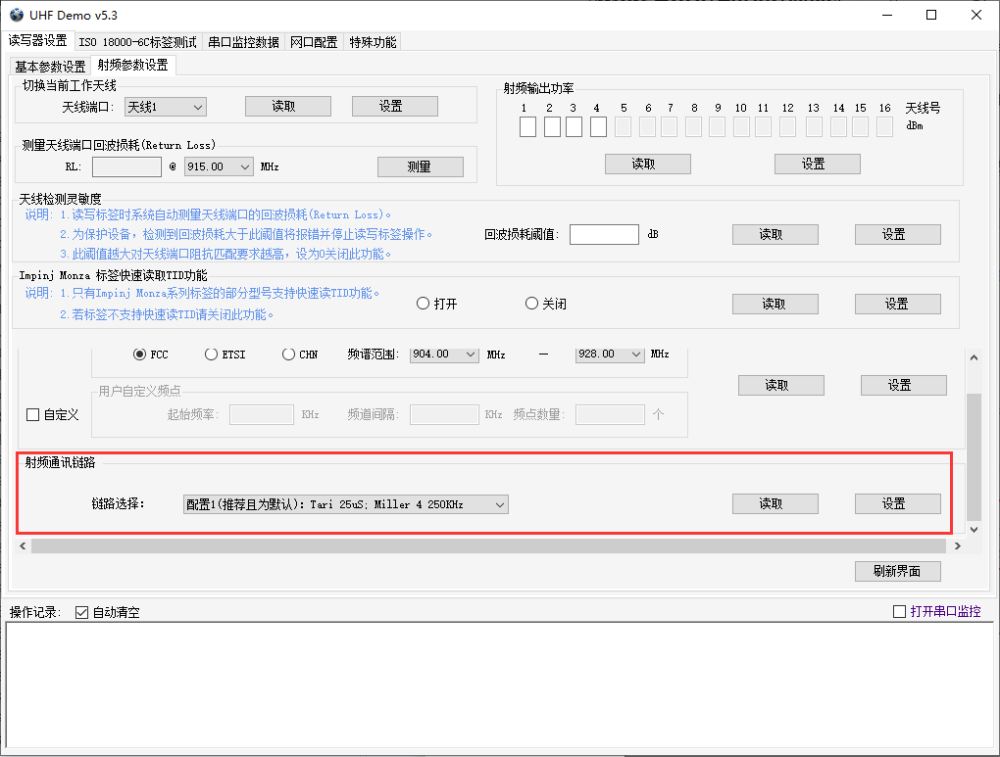 UHF Demo v5.3
读写器设置 ISO 18000-6C标签测试 串口监控数据 网口配置 特殊功能
基本参数设置 射频参数设置
切换当前工作天线
天线端口: 天线1 读取 设置
射频输出功率
1 2 3 4 5 6 7 8 9 10 11 12 13 14 15 16 天线号
dBm
读取 设置
测量天线端口回波损耗(Return Loss)
RL: @ 915.00 MHz 测量
天线检测灵敏度
说明: 1.读写标签时系统自动测量天线端口的回波损耗(Return Loss)。
2.为保护设备，检测到回波损耗大于此阈值将报错并停止读写标签操作。
3.此阈值越大对天线端口阻抗匹配要求越高，设为0关闭此功能。
回波损耗阈值: dB 读取 设置
Impinj Monza 标签快速读取TID功能
说明: 1.只有Impinj Monza系列标签的部分型号支持快速读TID功能。
2.若标签不支持快速读TID请关闭此功能。
打开 关闭 读取 设置
FCC ETSI CHN 频谱范围: 904.00 MHz — 928.00 MHz
读取 设置
用户自定义频点
自定义 起始频率: KHz 频道间隔: KHz 频点数量: 个
射频通讯链路
链路选择: 配置1(推荐且为默认): Tari 25uS; Miller 4 250KHz 读取 设置
刷新界面
操作记录: 自动清空 打开串口监控